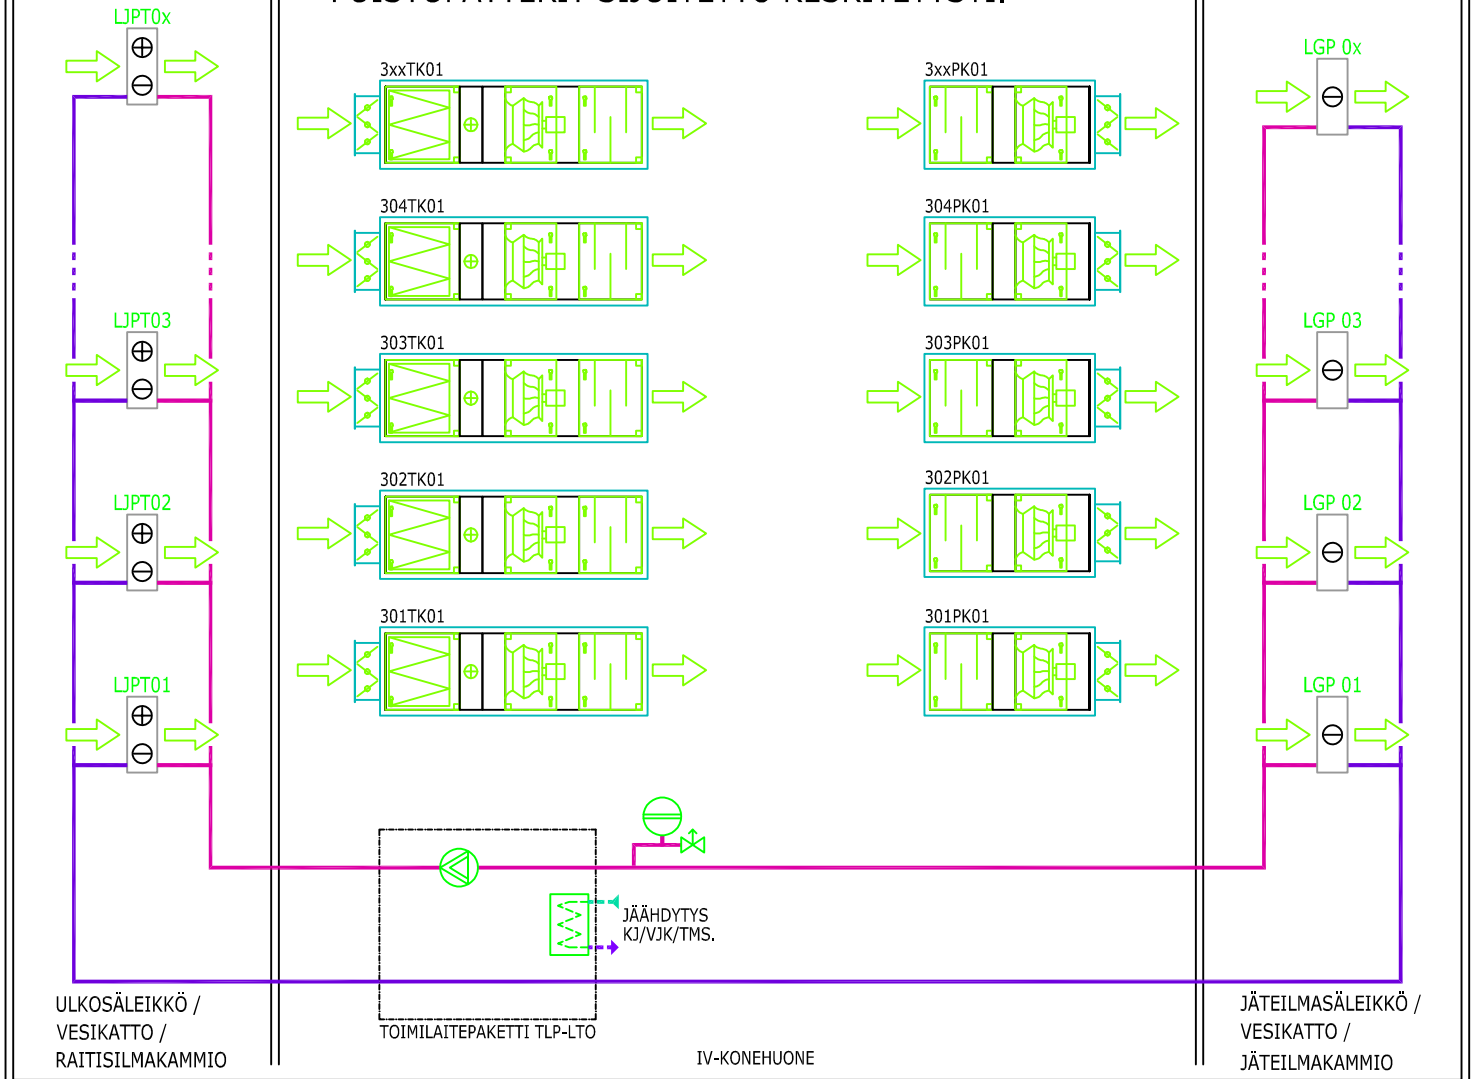 LJPT0x
3xxTK01
3xxPK01
LGP 0x
304TK01
304PK01
LJPT03
303TK01
303PK01
LGP 03
LJPT02
302TK01
302PK01
LGP 02
LJPT01
301TK01
301PK01
LGP 01
JÄÄHDYTYS
KJ/VJK/TMS.
TOIMILAITEPAKETTI TLP-LTO
ULKOSÄLEIKKÖ /
VESIKATTO /
RAITISILMAKAMMIO
IV-KONEHUONE
JÄTEILMASÄLEIKKÖ /
VESIKATTO /
JÄTEILMAKAMMIO